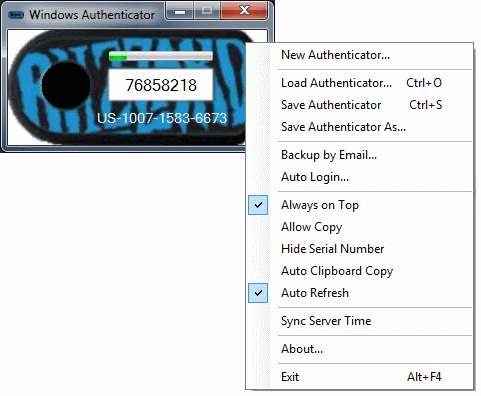 Windows Authenticator
76858218
US-1007-1583-6673
New Authenticator...
Load Authenticator... Ctrl+O
Save Authenticator Ctrl+S
Save Authenticator As...
Backup by Email...
Auto Login...
Always on Top
Allow Copy
Hide Serial Number
Auto Clipboard Copy
Auto Refresh
Sync Server Time
About...
Exit Alt+F4